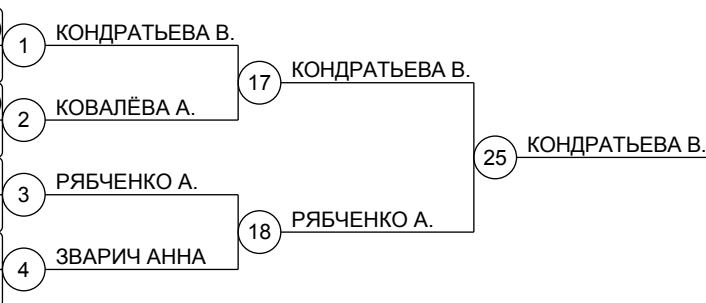 1 КОНДРАТЬЕВА В.
17 КОНДРАТЬЕВА В.
2 КОВАЛЁВА А.
25 КОНДРАТЬЕВА В.
3 РЯБЧЕНКО А.
18 РЯБЧЕНКО А.
4 ЗВАРИЧ АННА